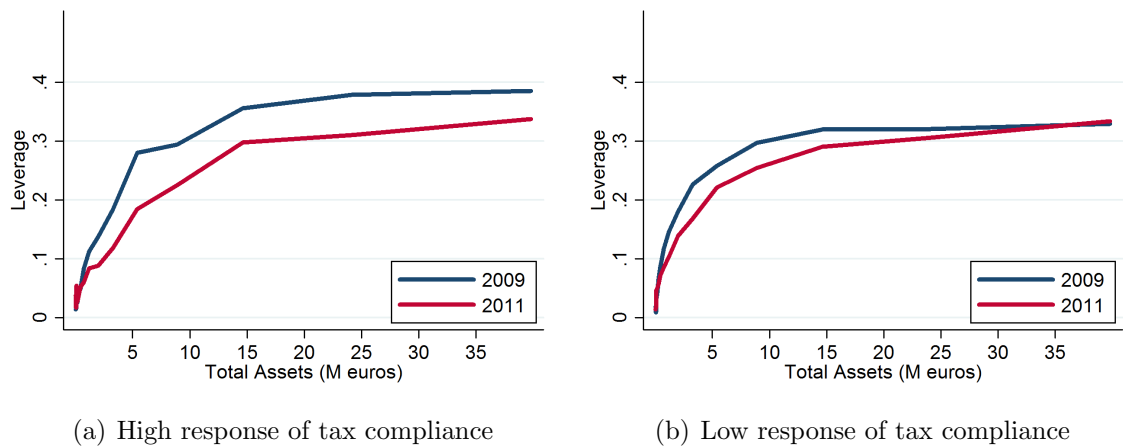 .4
.3
.2
.1
0
Leverage
2009
2011
5 10 15 20 25 30 35
Total Assets (M euros)
(a) High response of tax compliance
.4
.3
.2
.1
0
Leverage
2009
2011
5 10 15 20 25 30 35
Total Assets (M euros)
(b) Low response of tax compliance